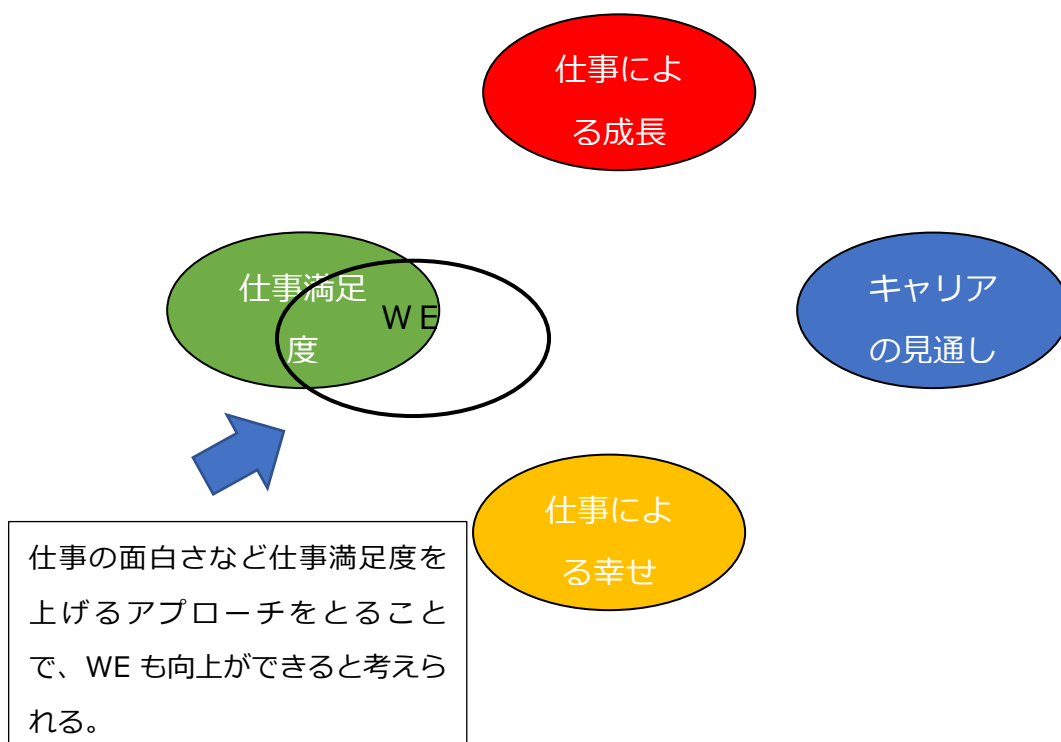 仕事によ
る成長
仕事満足
度
ＷＥ
キャリア
の見通し
仕事によ
る幸せ
仕事の面白さなど仕事満足度を
上げるアプローチをとること
で、WE も向上ができると考えら
れる。